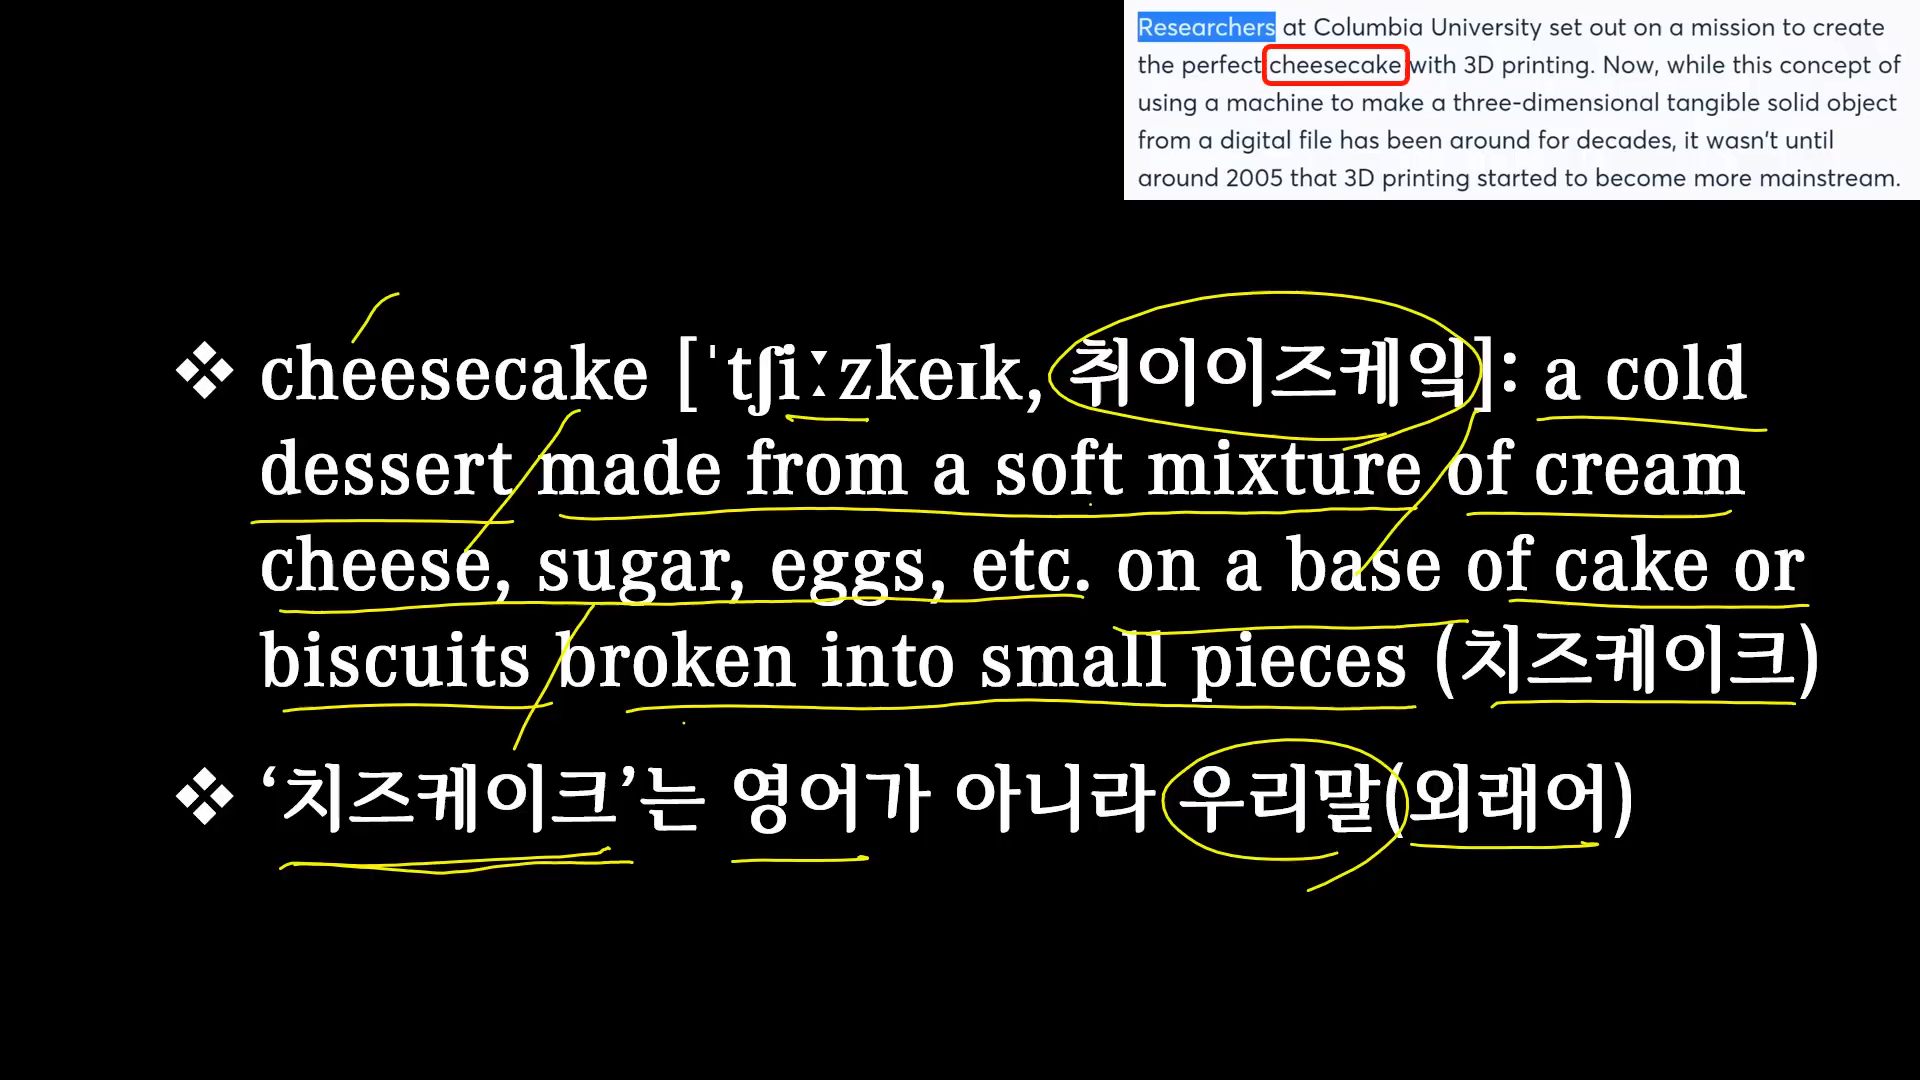 Researchers at Columbia University set out on a mission to create
the perfect cheesecake with 3D printing. Now, while this concept of
using a machine to make a three-dimensional tangible solid object
from a digital file has been around for decades, it wasn't until
around 2005 that 3D printing started to become more mainstream.
❖ cheesecake [ˈtʃiːzkeɪk,취이이즈케잌]: a cold
dessert made from a soft mixture of cream
cheese, sugar, eggs, etc. on a base of cake or
biscuits broken into small pieces (치즈케이크)
❖ ‘치즈케이크’는 영어가 아니라 우리말(외래어)